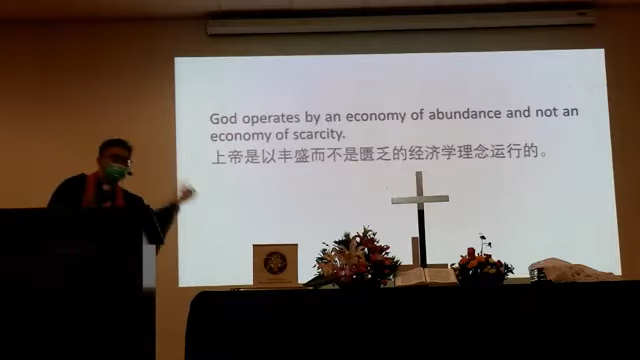 God operates by an economy of abundance and not an
economy of scarcity.
上帝是以丰盛而不是匮乏的经济学理念运行的。